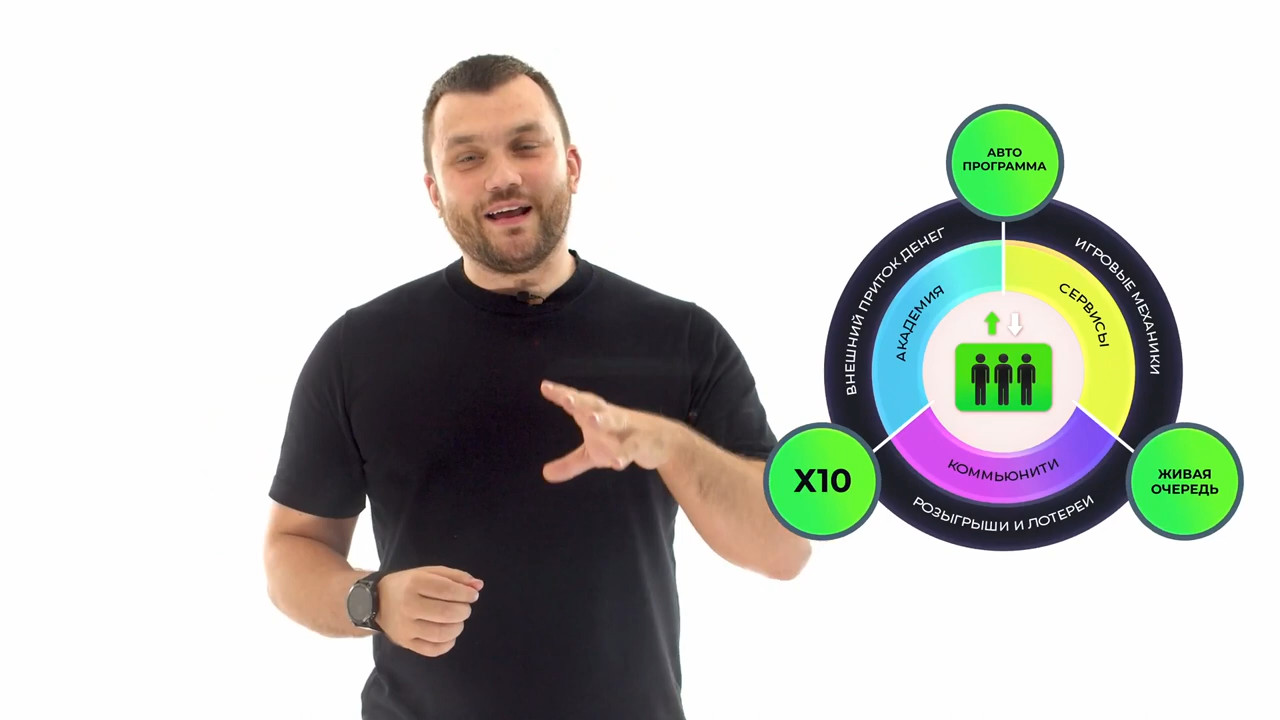 АВТО
ПРОГРАММА
ВНЕШНИЙ ПРИТОК ДЕНЕГ
ИГРОВЫЕ МЕХАНИКИ
АКАДЕМИЯ
СЕРВИСЫ
КОММЬЮНИТИ
РОЗЫГРЫШИ И ЛОТЕРЕИ
X10
ЖИВАЯ
ОЧЕРЕДЬ